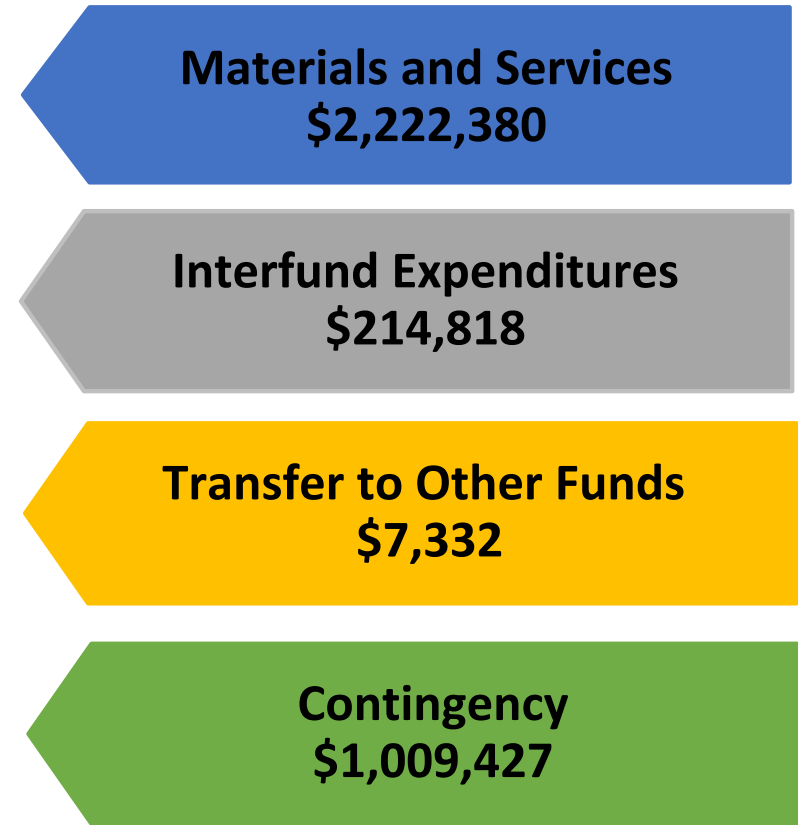 Materials and Services
$2,222,380
Interfund Expenditures
$214,818
Transfer to Other Funds
$7,332
Contingency
$1,009,427